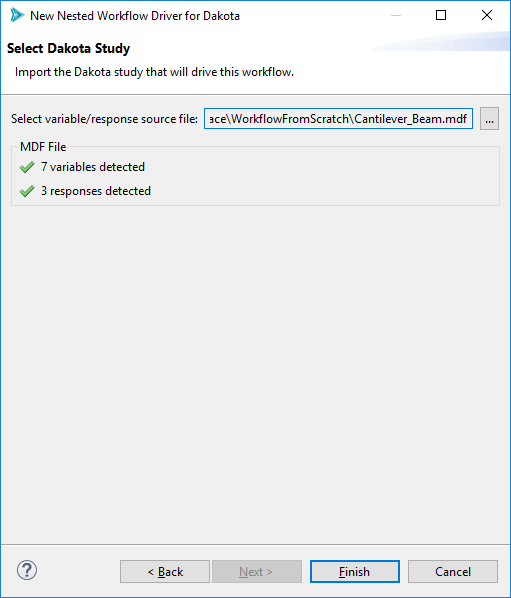 New Nested Workflow Driver for Dakota
Select Dakota Study
Import the Dakota study that will drive this workflow.
Select variable/response source file: ace\WorkflowFromScratch\Cantilever_Beam.mdf ...
MDF File
7 variables detected
3 responses detected
? < Back Next > Finish Cancel